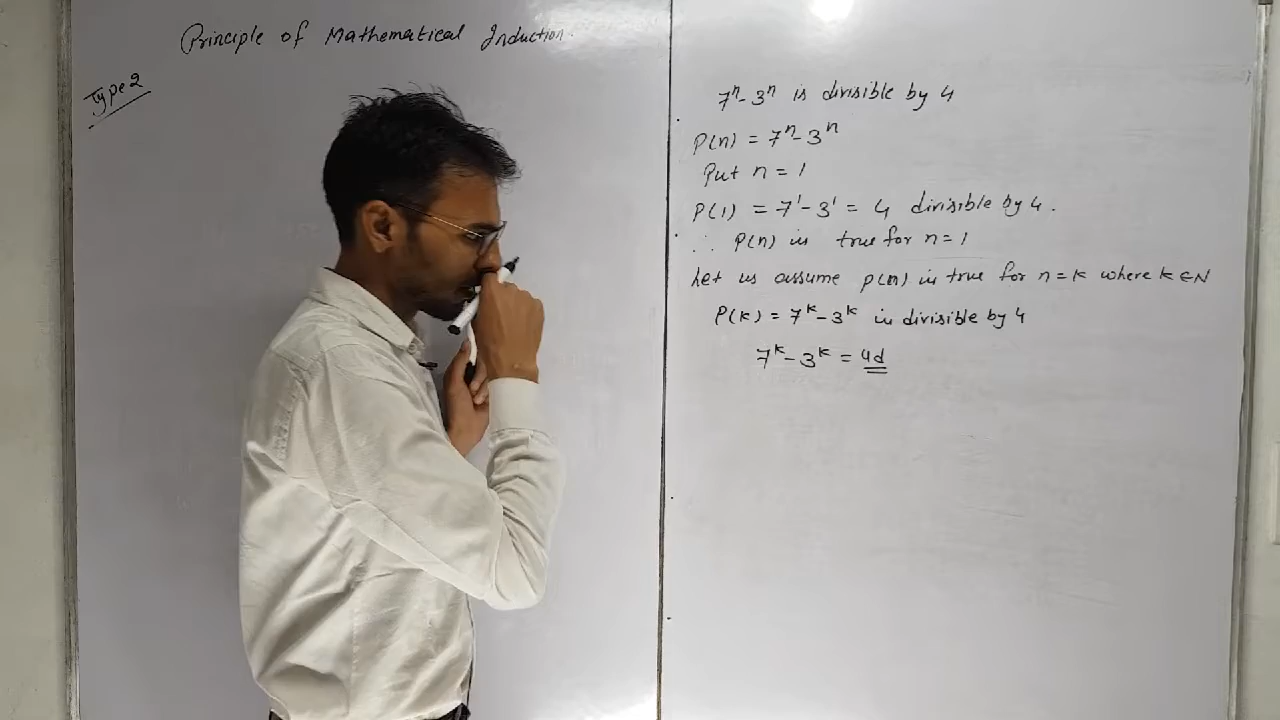 Principle of Mathematical Induction.
Type 2
7ⁿ - 3ⁿ is divisible by 4
P(n) = 7ⁿ - 3ⁿ
Put n = 1
P(1) = 7¹ - 3¹ = 4 divisible by 4.
∴ P(n) is true for n = 1
Let us assume P(n) is true for n = k where k ∈ N
P(k) = 7ᵏ - 3ᵏ is divisible by 4
7ᵏ - 3ᵏ = 4d